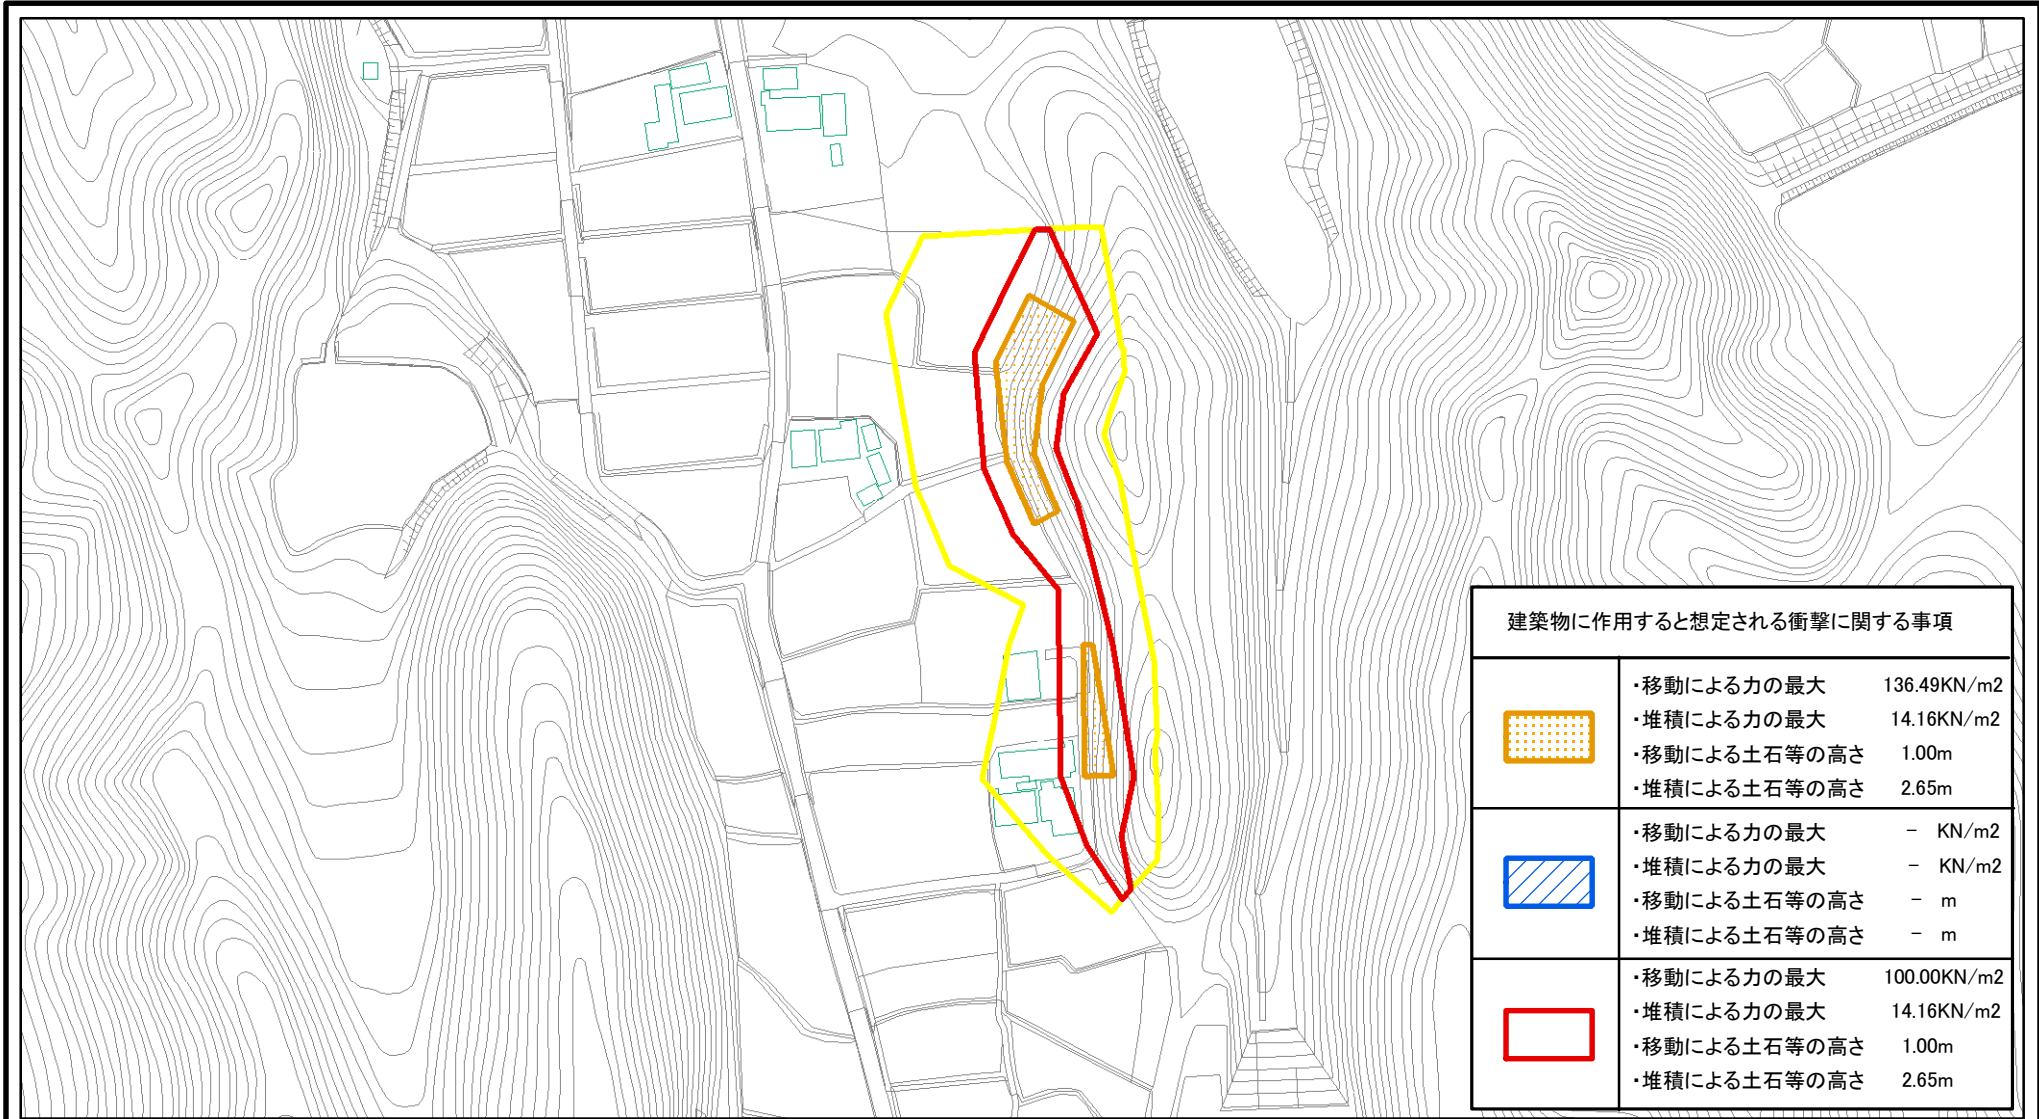 建築物に作用すると想定される衝撃に関する事項
・移動による力の最大 136.49KN/m2
・堆積による力の最大 14.16KN/m2
・移動による土石等の高さ 1.00m
・堆積による土石等の高さ 2.65m
・移動による力の最大 - KN/m2
・堆積による力の最大 - KN/m2
・移動による土石等の高さ - m
・堆積による土石等の高さ - m
・移動による力の最大 100.00KN/m2
・堆積による力の最大 14.16KN/m2
・移動による土石等の高さ 1.00m
・堆積による土石等の高さ 2.65m